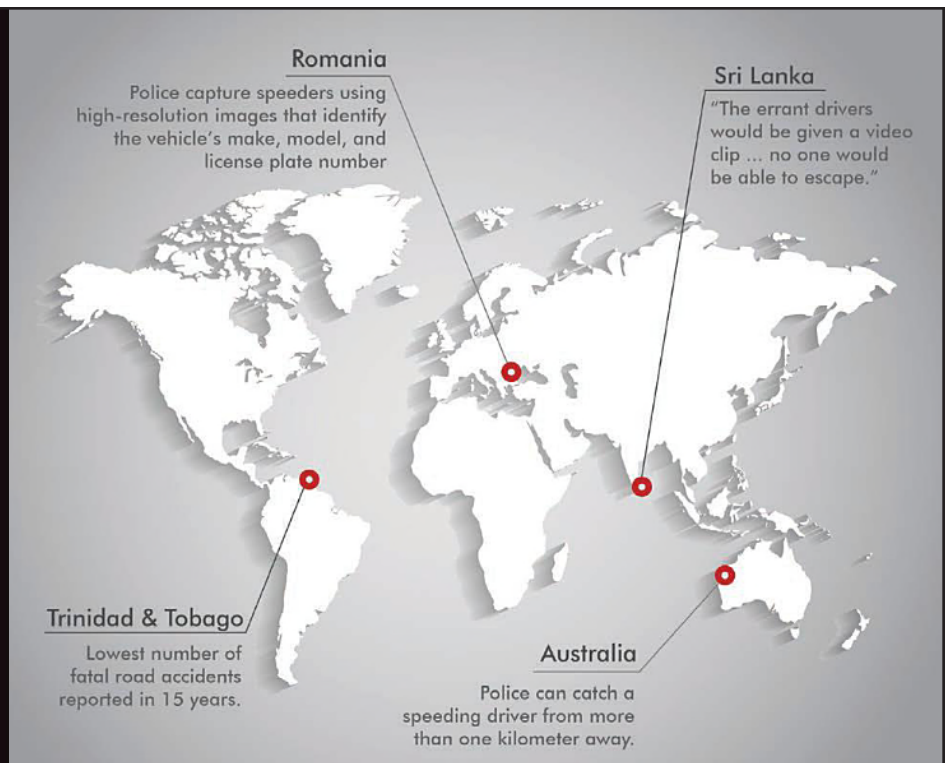 Romania
Police capture speeders using
high-resolution images that identify
the vehicle's make, model, and
license plate number
Sri Lanka
"The errant drivers
would be given a video
clip ... no one would
be able to escape."
Trinidad & Tobago
Lowest number of
fatal road accidents
reported in 15 years.
Australia
Police can catch a
speeding driver from more
than one kilometer away.